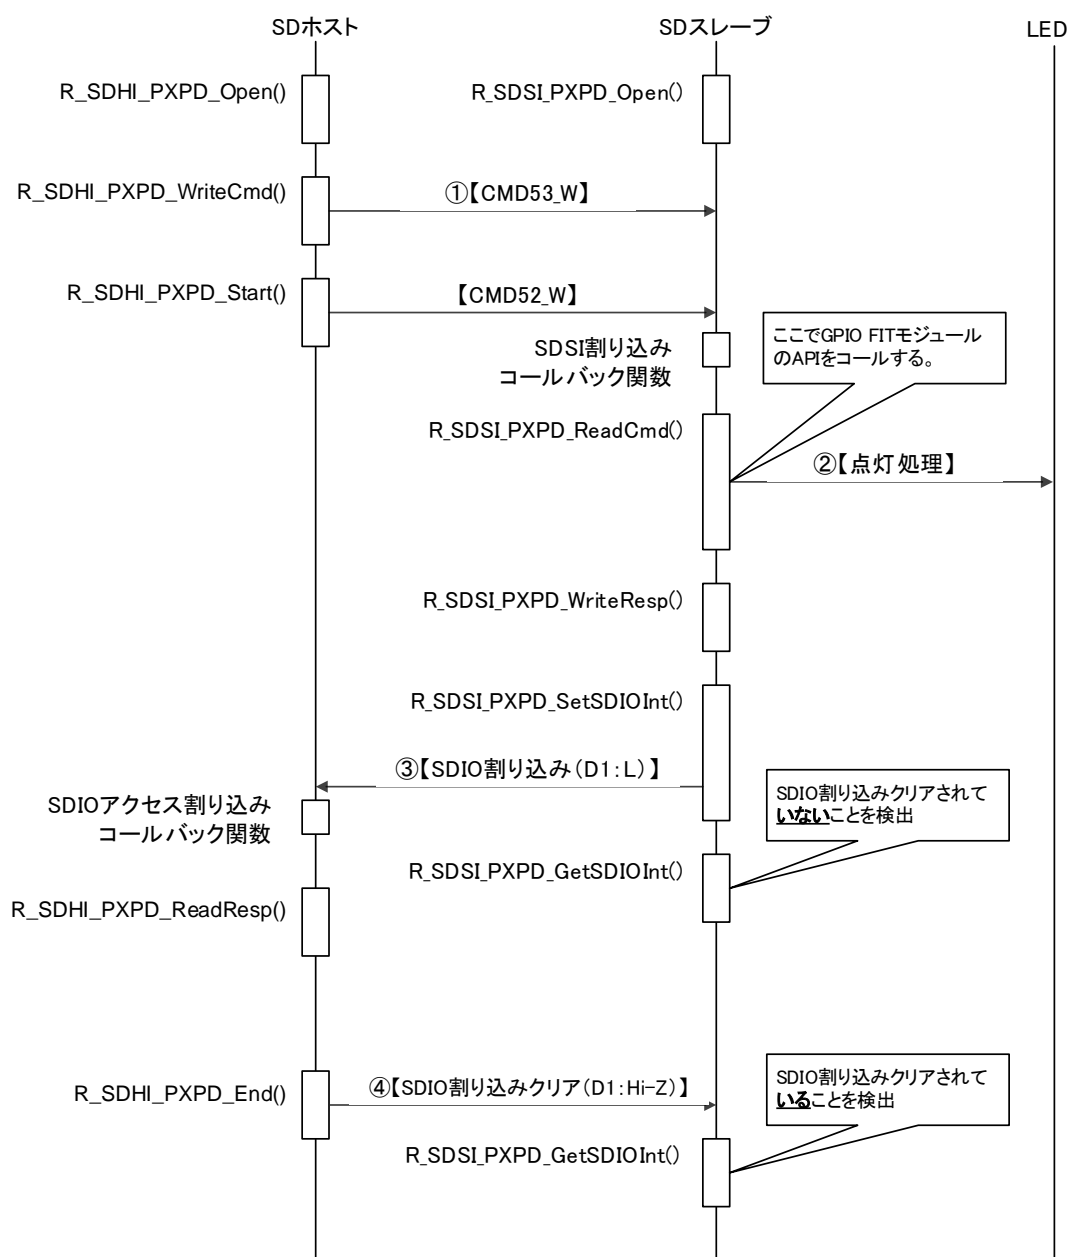 SDホスト
SDスレーブ
LED
R_SDHI_PXPD_Open()
R_SDSI_PXPD_Open()
R_SDHI_PXPD_WriteCmd()
①【CMD53_W】
R_SDHI_PXPD_Start()
【CMD52_W】
ここでGPIO FITモジュール
のAPIをコールする。
SDSI割り込み
コールバック関数
R_SDSI_PXPD_ReadCmd()
②【点灯処理】
R_SDSI_PXPD_WriteResp()
R_SDSI_PXPD_SetSDIOInt()
③【SDIO割り込み（D1：L）】
SDIOアクセス割り込み
コールバック関数
SDIO割り込みクリアされて
いないことを検出
R_SDSI_PXPD_GetSDIOInt()
R_SDHI_PXPD_ReadResp()
R_SDHI_PXPD_End()
④【SDIO割り込みクリア（D1：Hi-Z）】
SDIO割り込みクリアされて
いることを検出
R_SDSI_PXPD_GetSDIOInt()